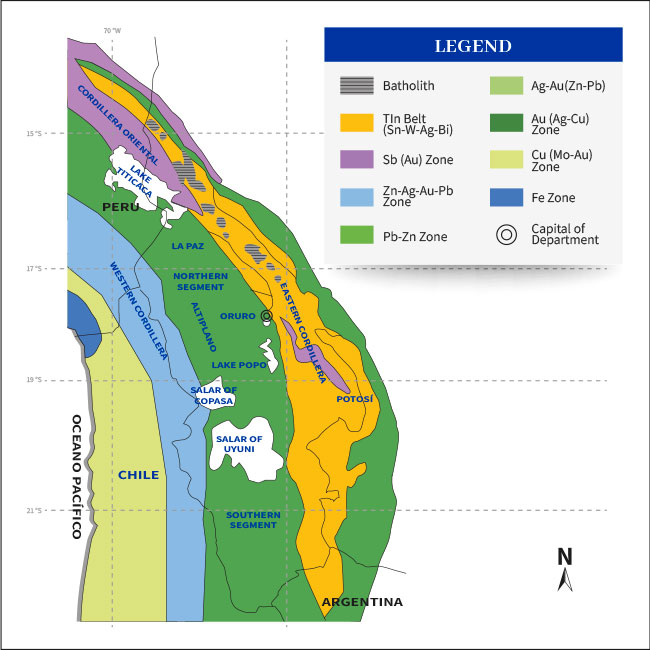 70 °W
LEGEND
Batholith
TIn Belt
(Sn-W-Ag-Bi)
Sb (Au) Zone
Zn-Ag-Au-Pb
Zone
Pb-Zn Zone
Ag-Au(Zn-Pb)
Au (Ag-Cu)
Zone
Cu (Mo-Au)
Zone
Fe Zone
Capital of
Department
15°S
CORDILLERA ORIENTAL
LAKE
TITICACA
PERU
LA PAZ
17°S
NORTHERN
SEGMENT
WESTERN CORDILLERA
ALTIPLANO
EASTERN CORDILLERA
ORURO
LAKE POPO
19°S
SALAR OF
COPASA
POTOSÍ
SALAR OF
UYUNI
OCEANO PACÍFICO
CHILE
21°S
SOUTHERN
SEGMENT
N
ARGENTINA